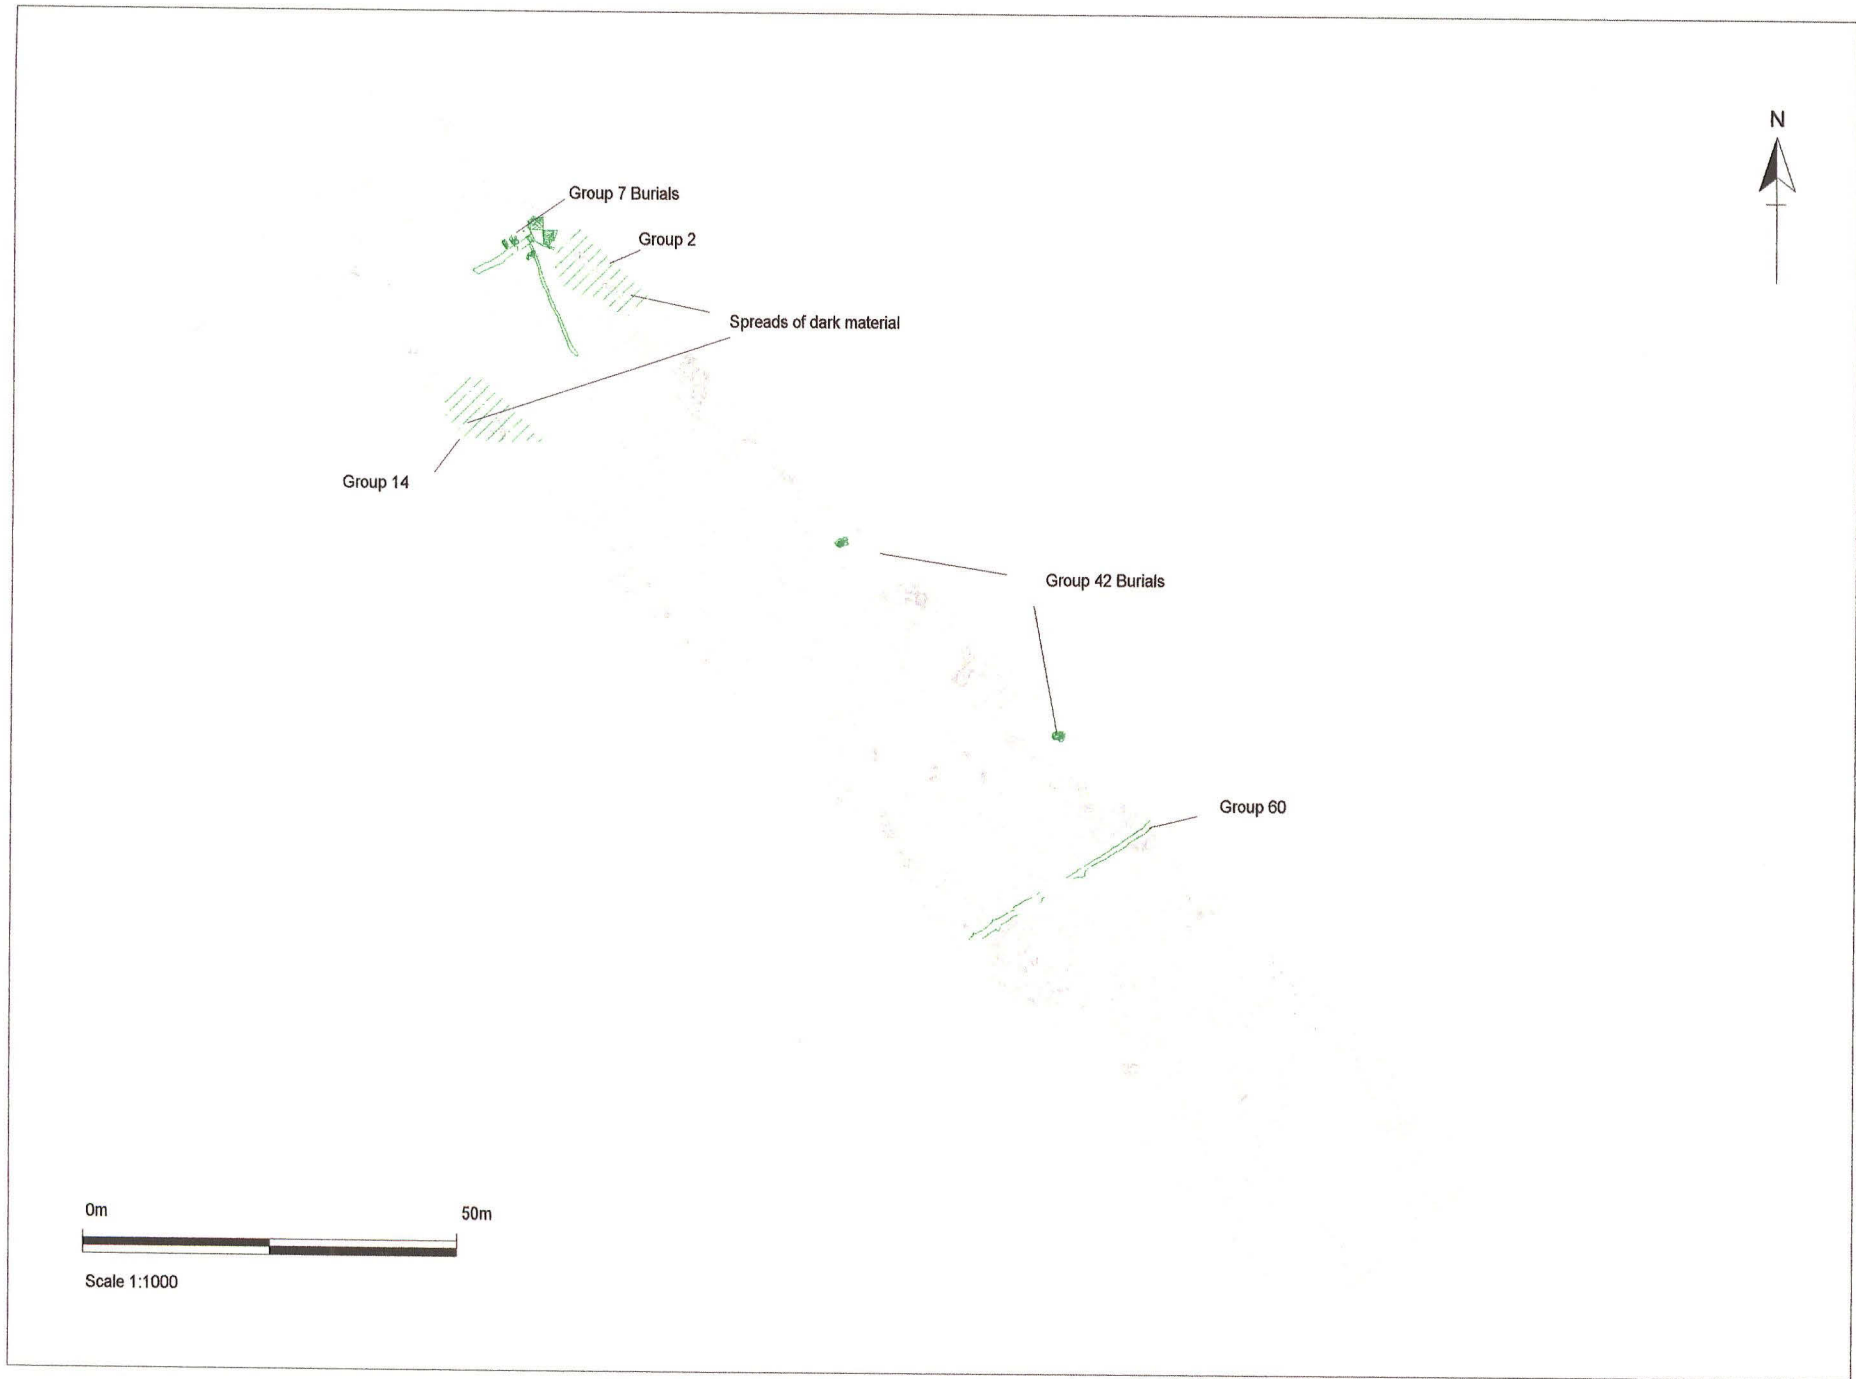 N
Group 7 Burials
Group 2
Spreads of dark material
Group 14
Group 42 Burials
Group 60
0m
50m
Scale 1:1000